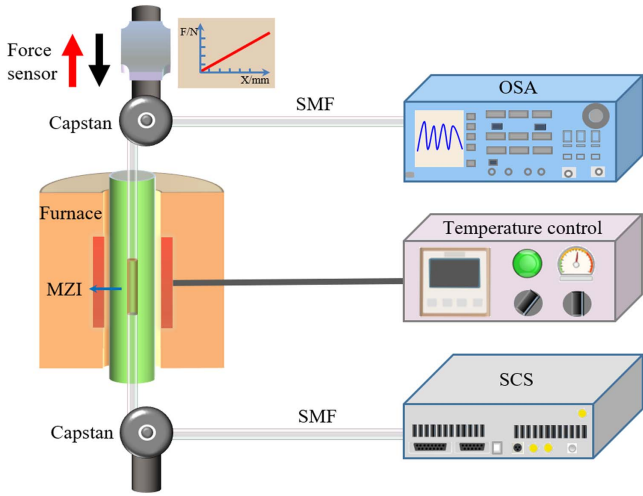 F/N
X/mm
Force
sensor
Capstan
SMF
OSA
Furnace
MZI
Temperature control
Capstan
SMF
SCS